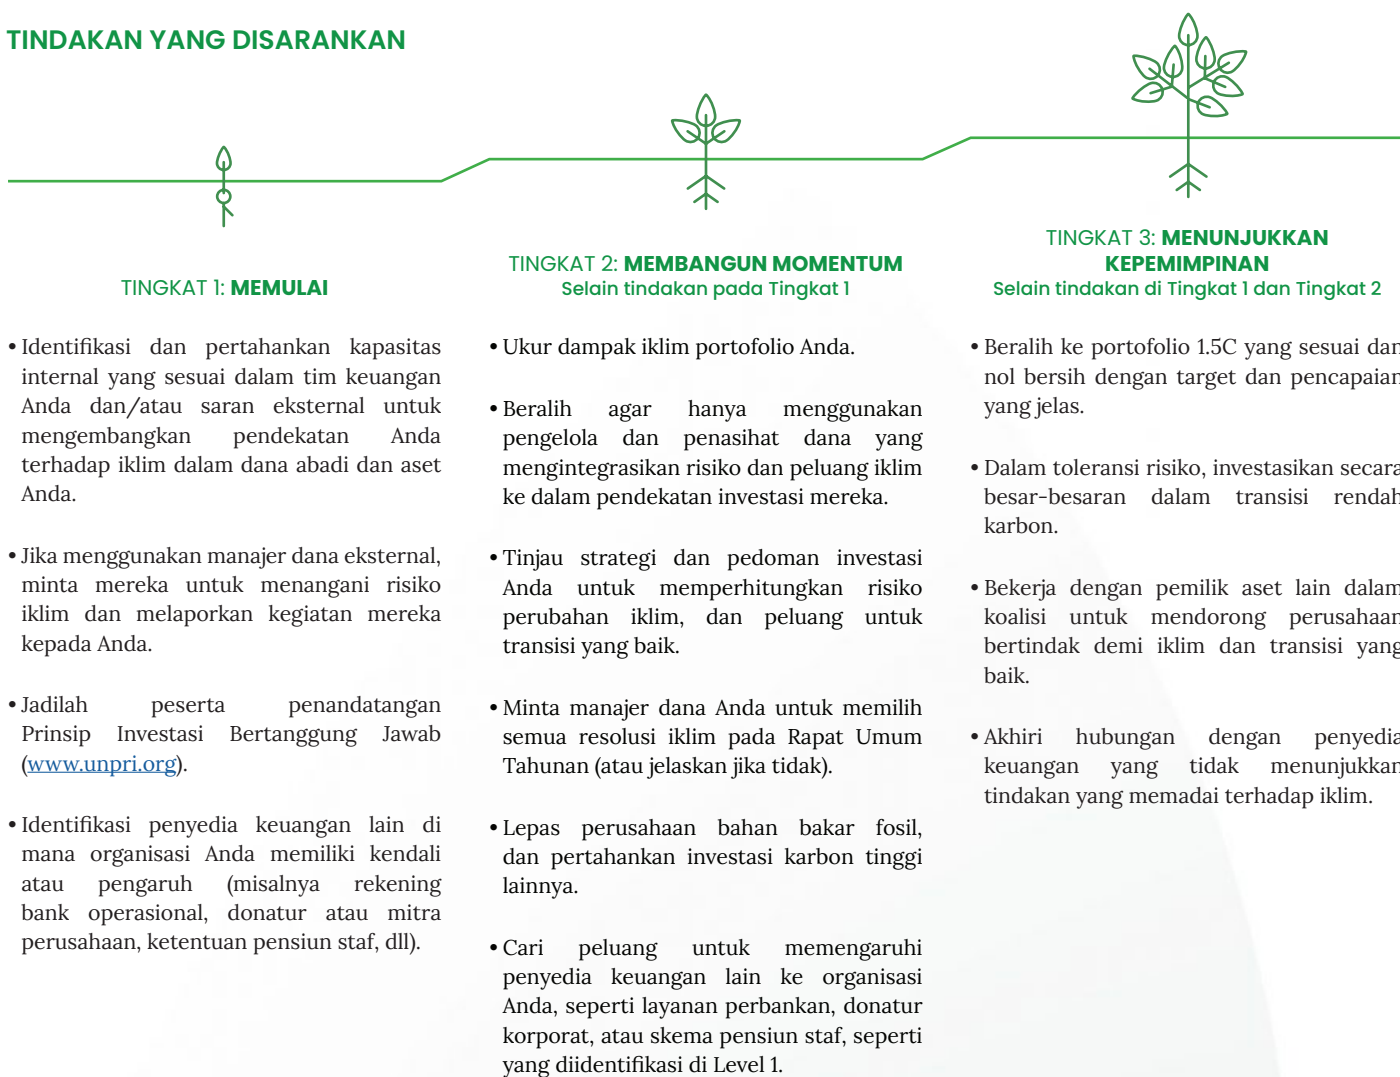 TINDAKAN YANG DISARANKAN
TINGKAT 1: MEMULAI
• Identifikasi dan pertahankan kapasitas
internal yang sesuai dalam tim keuangan
Anda dan/atau saran eksternal untuk
mengembangkan pendekatan Anda
terhadap iklim dalam dana abadi dan aset
Anda.
• Jika menggunakan manajer dana eksternal,
minta mereka untuk menangani risiko
iklim dan melaporkan kegiatan mereka
kepada Anda.
• Jadilah peserta penandatangan
Prinsip Investasi Bertanggung Jawab
(www.unpri.org).
• Identifikasi penyedia keuangan lain di
mana organisasi Anda memiliki kendali
atau pengaruh (misalnya rekening
bank operasional, donatur atau mitra
perusahaan, ketentuan pensiun staf, dll).
TINGKAT 2: MEMBANGUN MOMENTUM
Selain tindakan pada Tingkat 1
• Ukur dampak iklim portofolio Anda.
• Beralih agar hanya menggunakan
pengelola dan penasihat dana yang
mengintegrasikan risiko dan peluang iklim
ke dalam pendekatan investasi mereka.
• Tinjau strategi dan pedoman investasi
Anda untuk memperhitungkan risiko
perubahan iklim, dan peluang untuk
transisi yang baik.
• Minta manajer dana Anda untuk memilih
semua resolusi iklim pada Rapat Umum
Tahunan (atau jelaskan jika tidak).
• Lepas perusahaan bahan bakar fosil,
dan pertahankan investasi karbon tinggi
lainnya.
• Cari peluang untuk memengaruhi
penyedia keuangan lain ke organisasi
Anda, seperti layanan perbankan, donatur
korporat, atau skema pensiun staf, seperti
yang diidentifikasi di Level 1.
TINGKAT 3: MENUNJUKKAN
KEPEMIMPINAN
Selain tindakan di Tingkat 1 dan Tingkat 2
• Beralih ke portofolio 1.5C yang sesuai dan
nol bersih dengan target dan pencapaian
yang jelas.
• Dalam toleransi risiko, investasikan secara
besar-besaran dalam transisi rendah
karbon.
• Bekerja dengan pemilik aset lain dalam
koalisi untuk mendorong perusahaan
bertindak demi iklim dan transisi yang
baik.
• Akhiri hubungan dengan penyedia
keuangan yang tidak menunjukkan
tindakan yang memadai terhadap iklim.